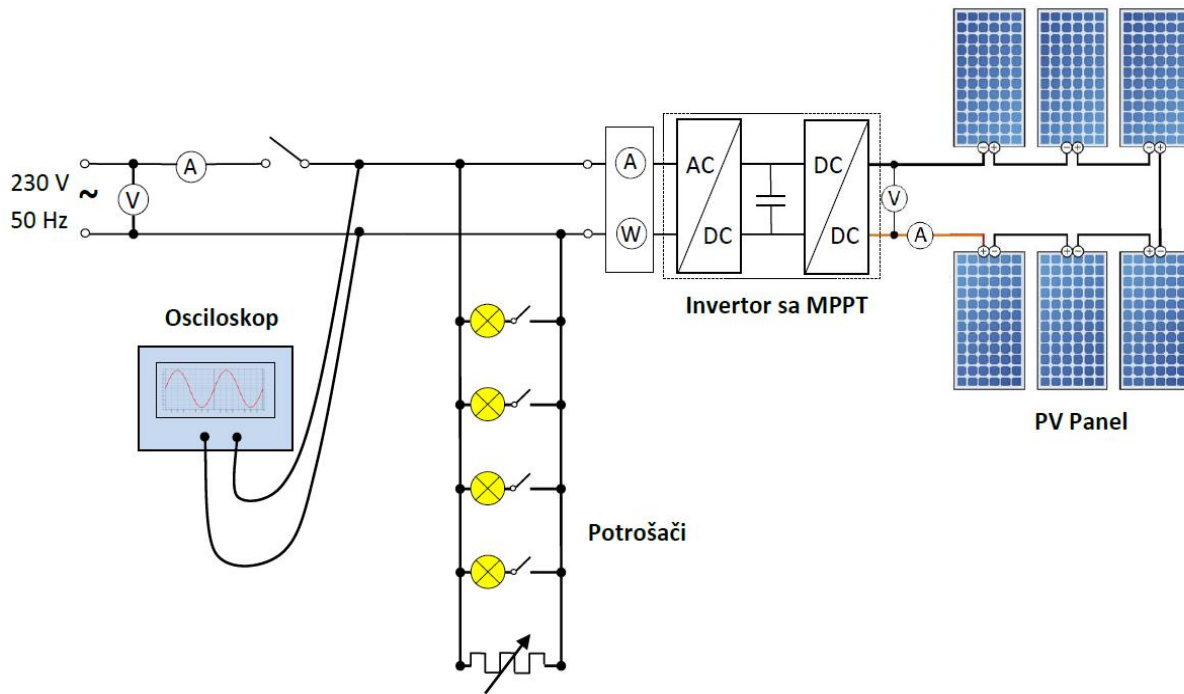 230 V
~
50 Hz
A
V
A
W
AC
DC
DC
DC
V
A
Invertor sa MPPT
Osciloskop
PV Panel
Potrošači